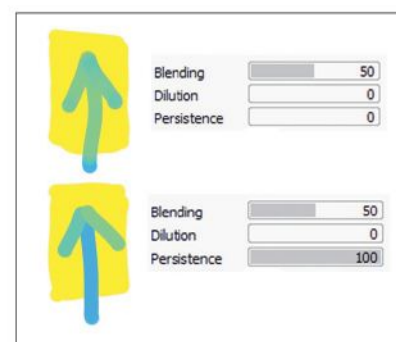 Blending 50
Dilution 0
Persistence 0
Blending 50
Dilution 0
Persistence 100